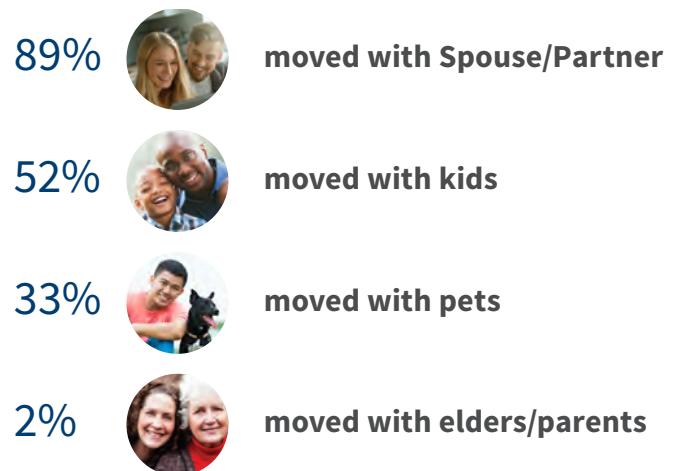 89% moved with Spouse/Partner
52% moved with kids
33% moved with pets
2% moved with elders/parents